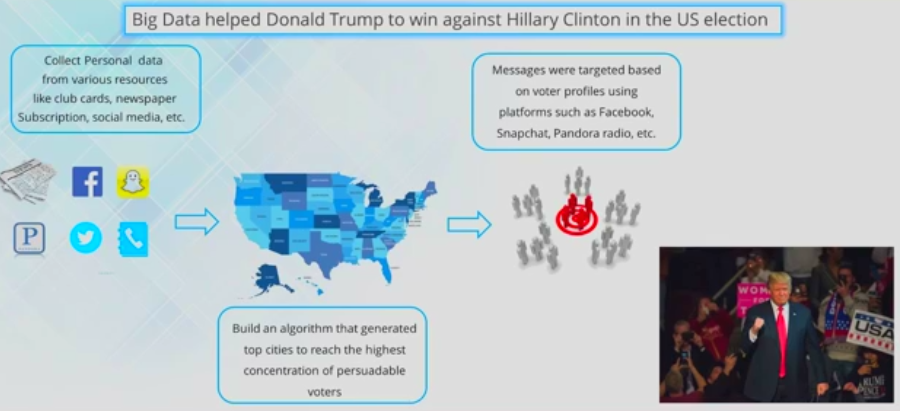 Big Data helped Donald Trump to win against Hillary Clinton in the US election
Collect Personal data
from various resources
like club cards, newspaper
Subscription, social media, etc.
Messages were targeted based
on voter profiles using
platforms such as Facebook,
Snapchat, Pandora radio, etc.
P
Build an algorithm that generated
top cities to reach the highest
concentration of persuadable
voters
WOM
FOR
T
USA